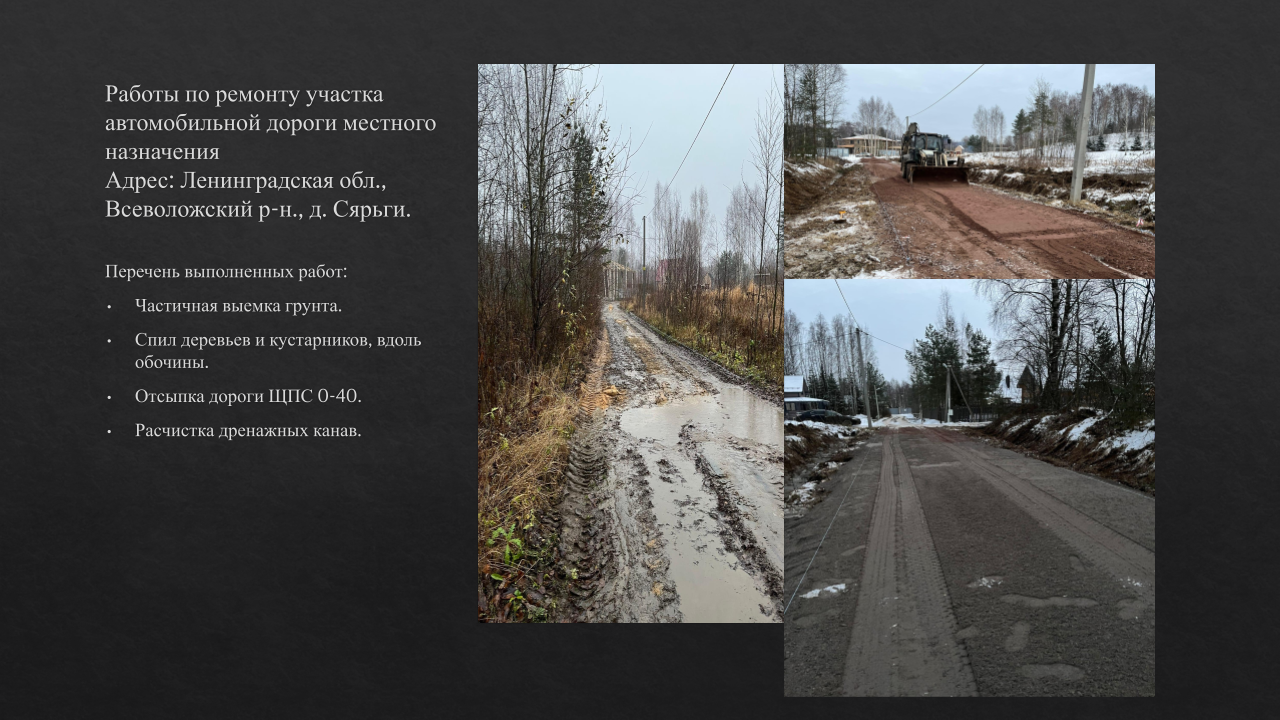 Работы по ремонту участка
автомобильной дороги местного
назначения
Адрес: Ленинградская обл.,
Всеволожский р-н., д. Сярьги.
Перечень выполненных работ:
• Частичная выемка грунта.
• Спил деревьев и кустарников, вдоль
обочины.
• Отсыпка дороги ЩПС 0-40.
• Расчистка дренажных канав.